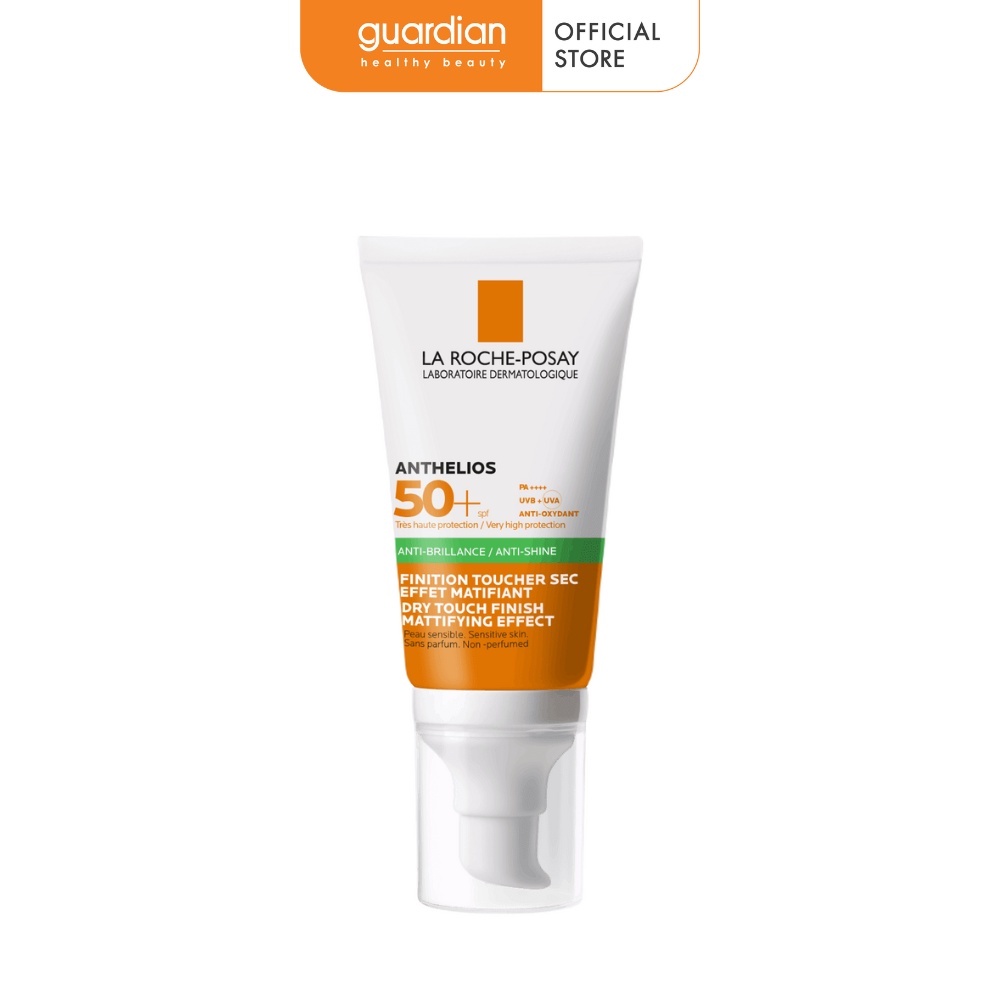 guardian
healthy beauty
OFFICIAL
STORE
LA ROCHE-POSAY
LABORATOIRE DERMATOLOGIQUE
ANTHELIOS
50+ spf
PA ++++
UVB + UVA
ANTI-OXYDANT
Très haute protection / Very high protection
ANTI-BRILLANCE / ANTI-SHINE
FINITION TOUCHER SEC
EFFET MATIFIANT
DRY TOUCH FINISH
MATTIFYING EFFECT
Peau sensible. Sensitive skin.
Sans parfum. Non-perfumed